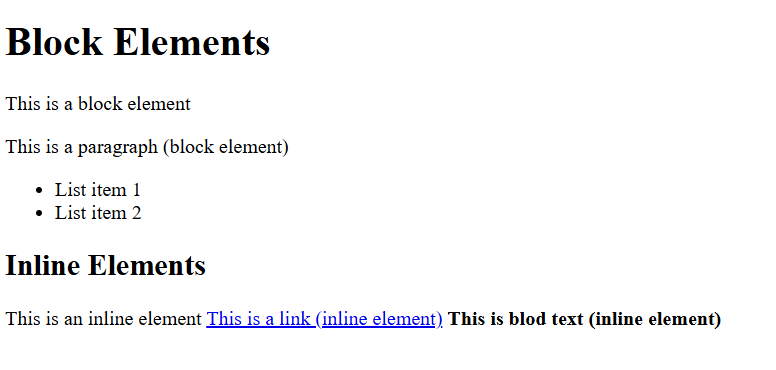 Block Elements
This is a block element
This is a paragraph (block element)
List item 1
List item 2
Inline Elements
This is an inline element This is a link (inline element) This is blod text (inline element)